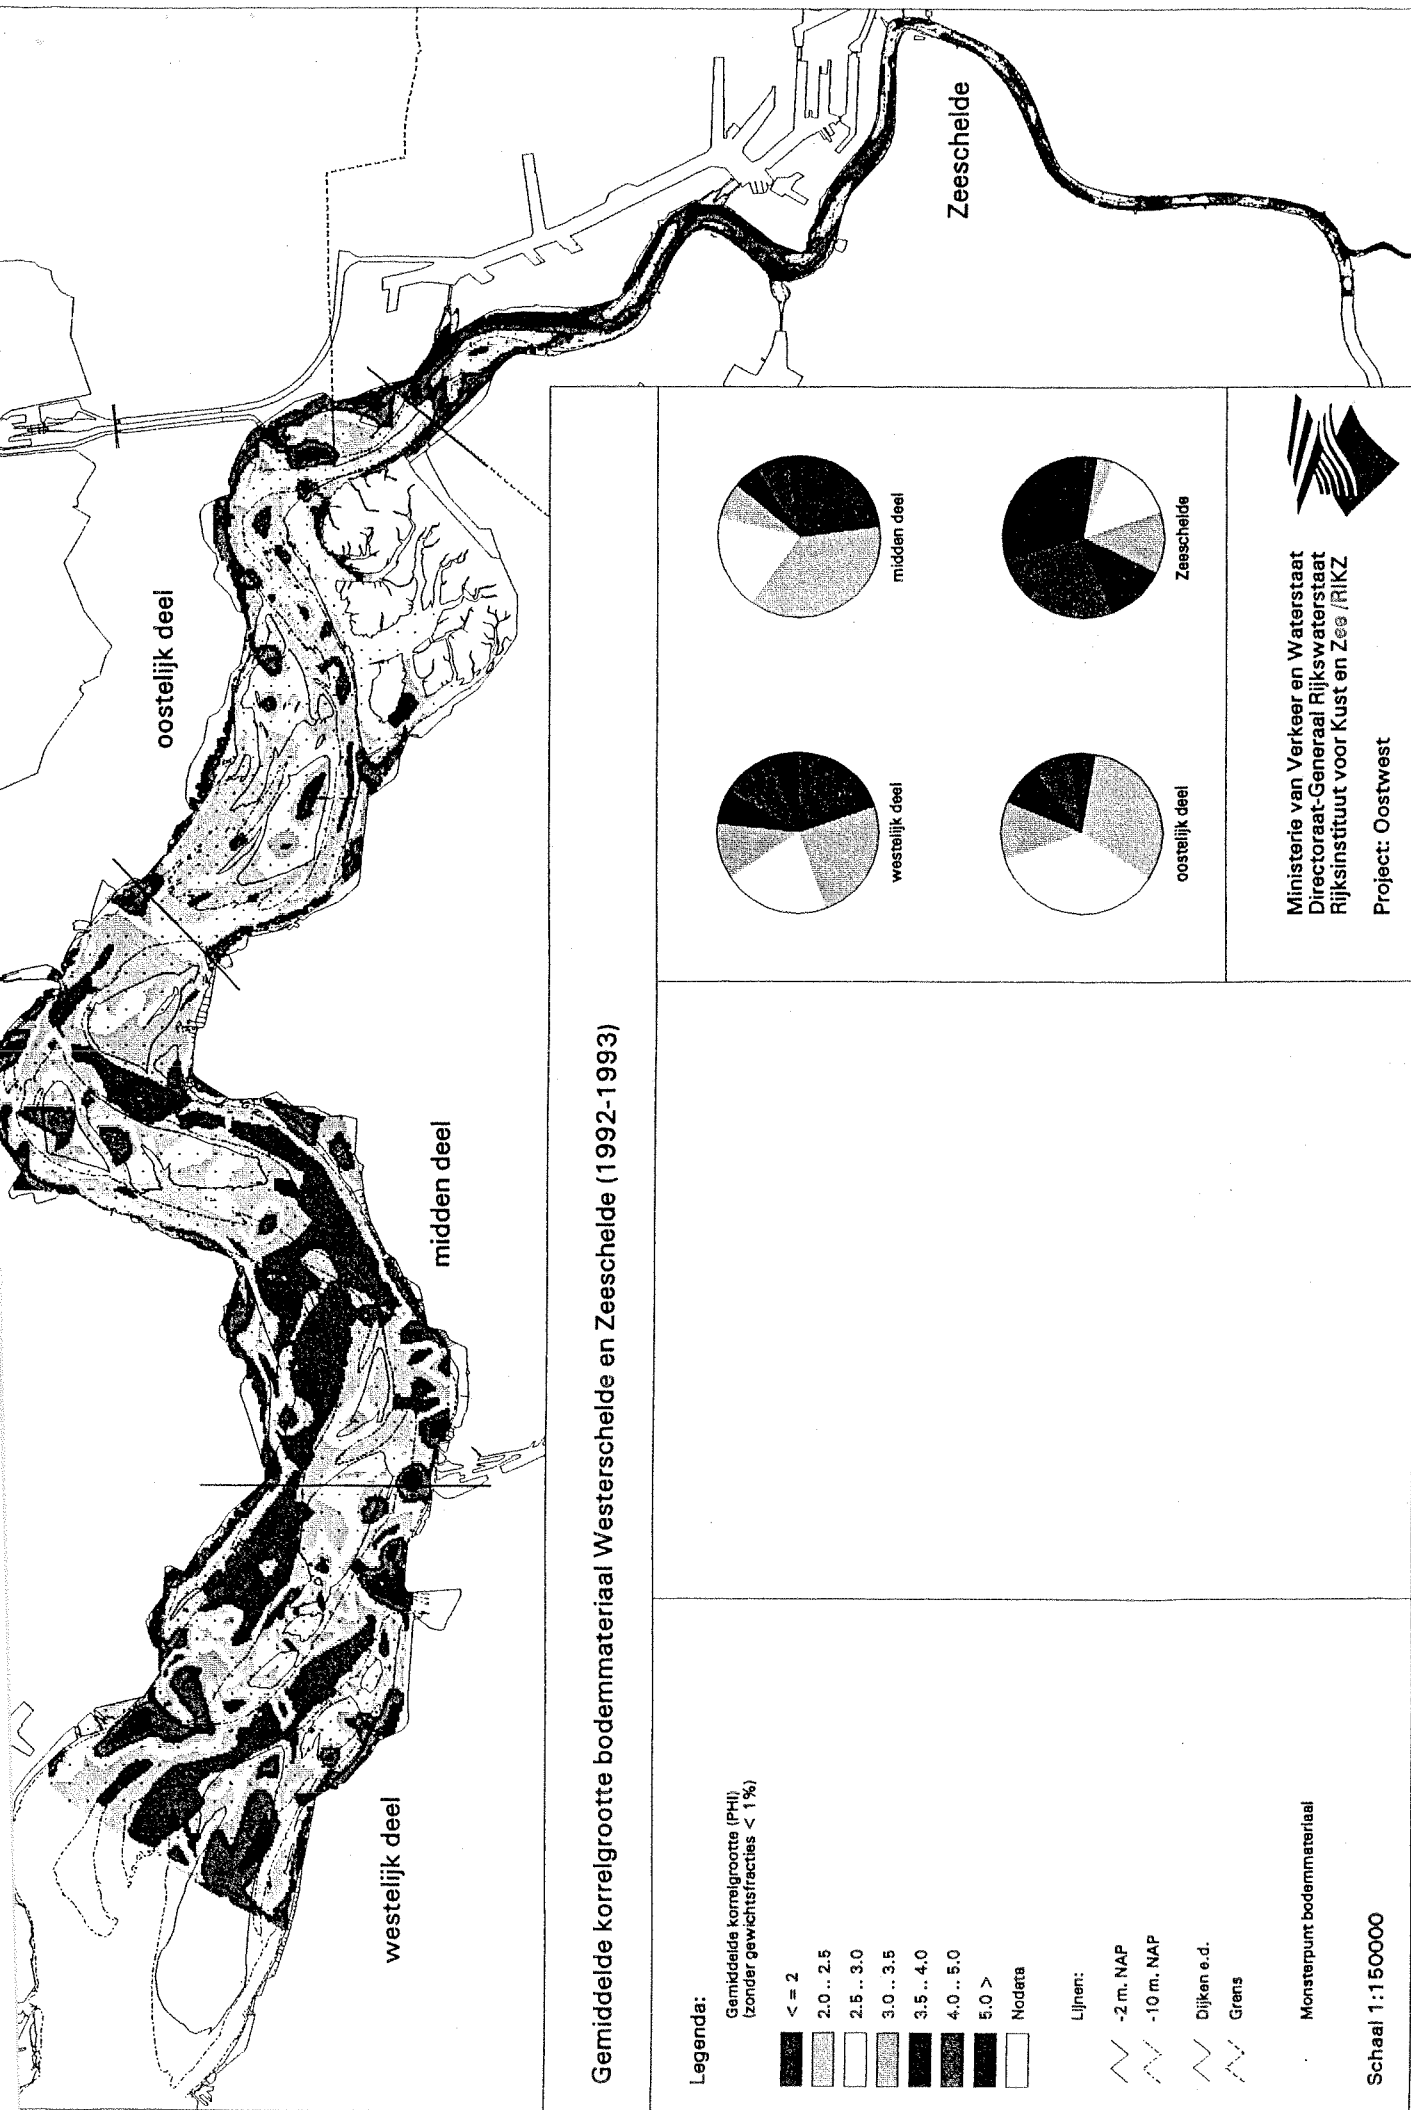 westelijk deel
midden deel
oostelijk deel
Zeeschelde
Gemiddelde korrelgrootte bodemmateriaal Westerschelde en Zeeschelde (1992-1993)
Legenda:
Gemiddelde korrelgrootte (PHI)
(zonder gewichtsfracties < 1%)
< = 2
2.0 .. 2.5
2.5 .. 3.0
3.0 .. 3.5
3.5 .. 4.0
4.0 .. 5.0
5.0 >
Nodata
Lijnen:
-2 m. NAP
-10 m. NAP
Dijken e.d.
Grens
Monsterpunt bodemmateriaal
Schaal 1:150000
westelijk deel
midden deel
oostelijk deel
Zeeschelde
Ministerie van Verkeer en Waterstaat
Directoraat-Generaal Rijkswaterstaat
Rijksinstituut voor Kust en Zee /RIKZ
Project: Oostwest